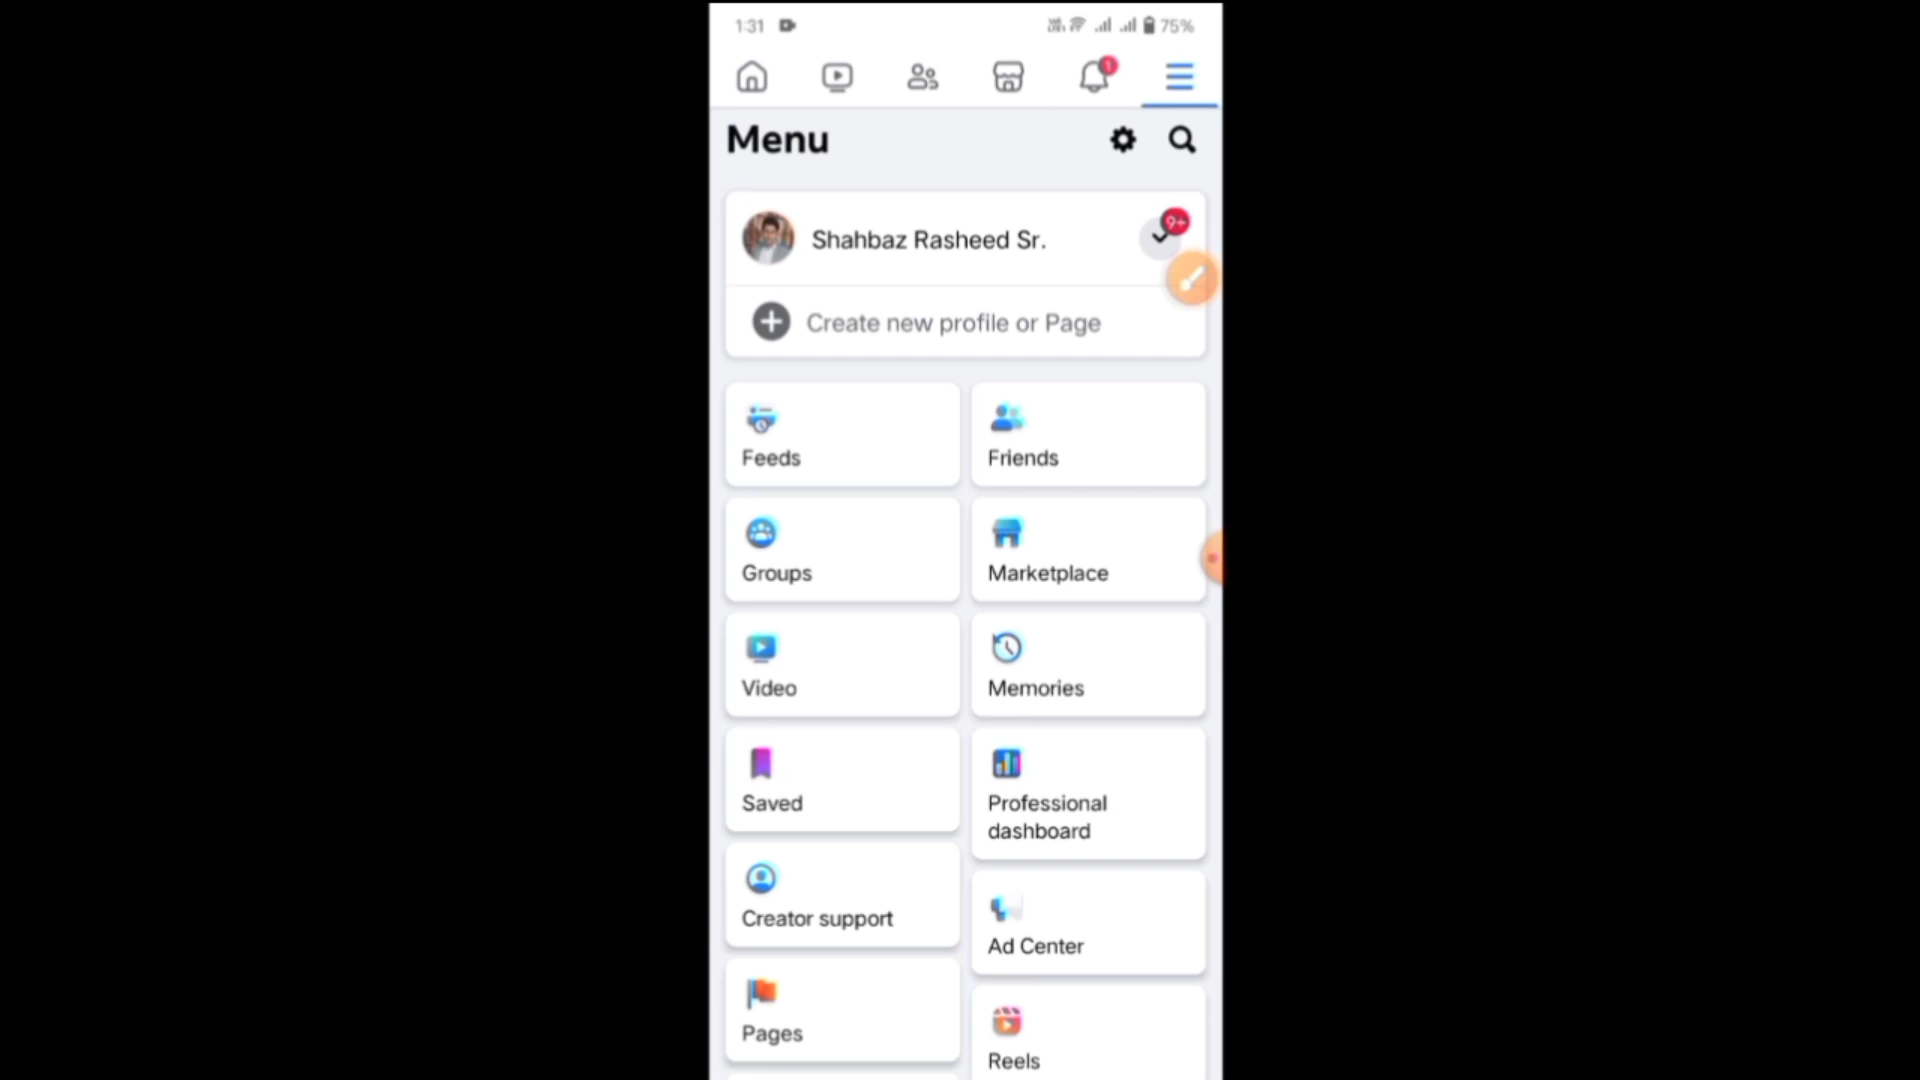 1:31
75%
1
Menu
Shahbaz Rasheed Sr.
9+
Create new profile or Page
Feeds
Friends
Groups
Marketplace
Video
Memories
Saved
Professional
dashboard
Creator support
Ad Center
Pages
Reels